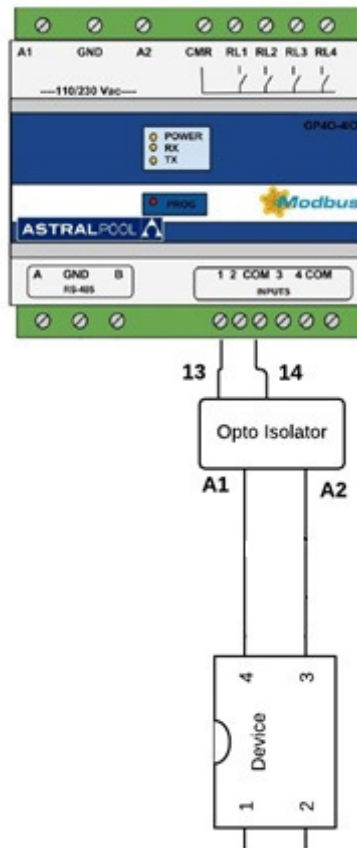 A1 GND A2 CMR RL1 RL2 RL3 RL4
----110/230 Vac----
GP4O-4IO
POWER
RX
TX
PROG
Modbus
ASTRALPOOL
A GND B
RS-485
1 2 COM 3 4 COM
INPUTS
13 14
Opto Isolator
A1 A2
4 3
Device
1 2